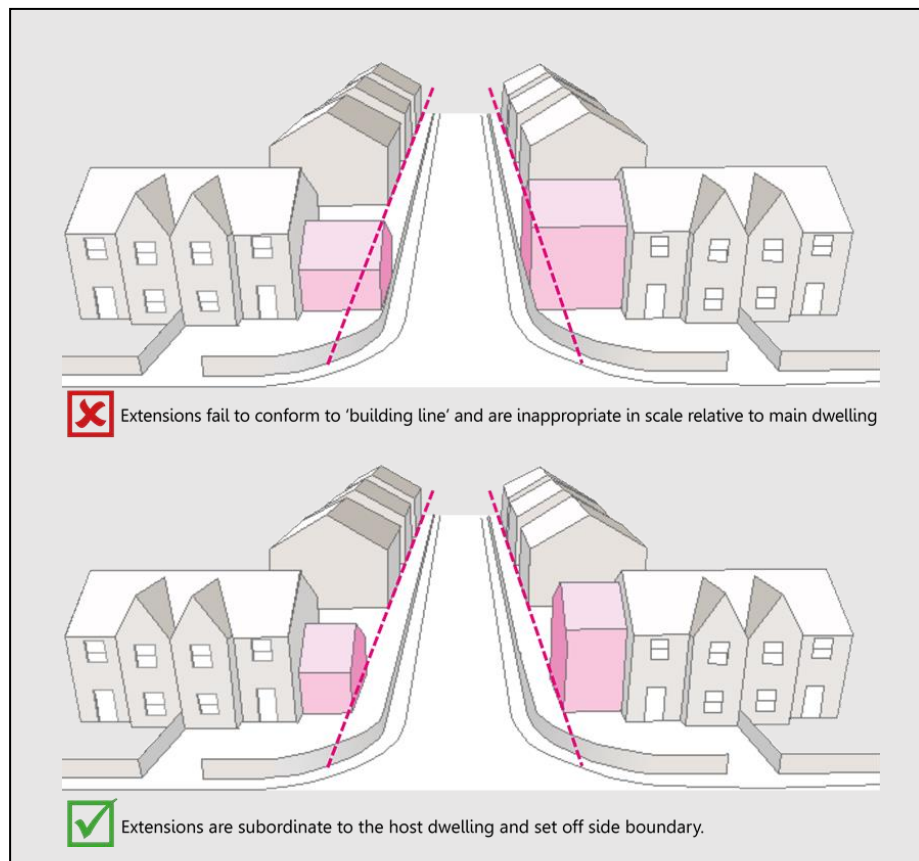 Extensions fail to conform to ‘building line’ and are inappropriate in scale relative to main dwelling
Extensions are subordinate to the host dwelling and set off side boundary.